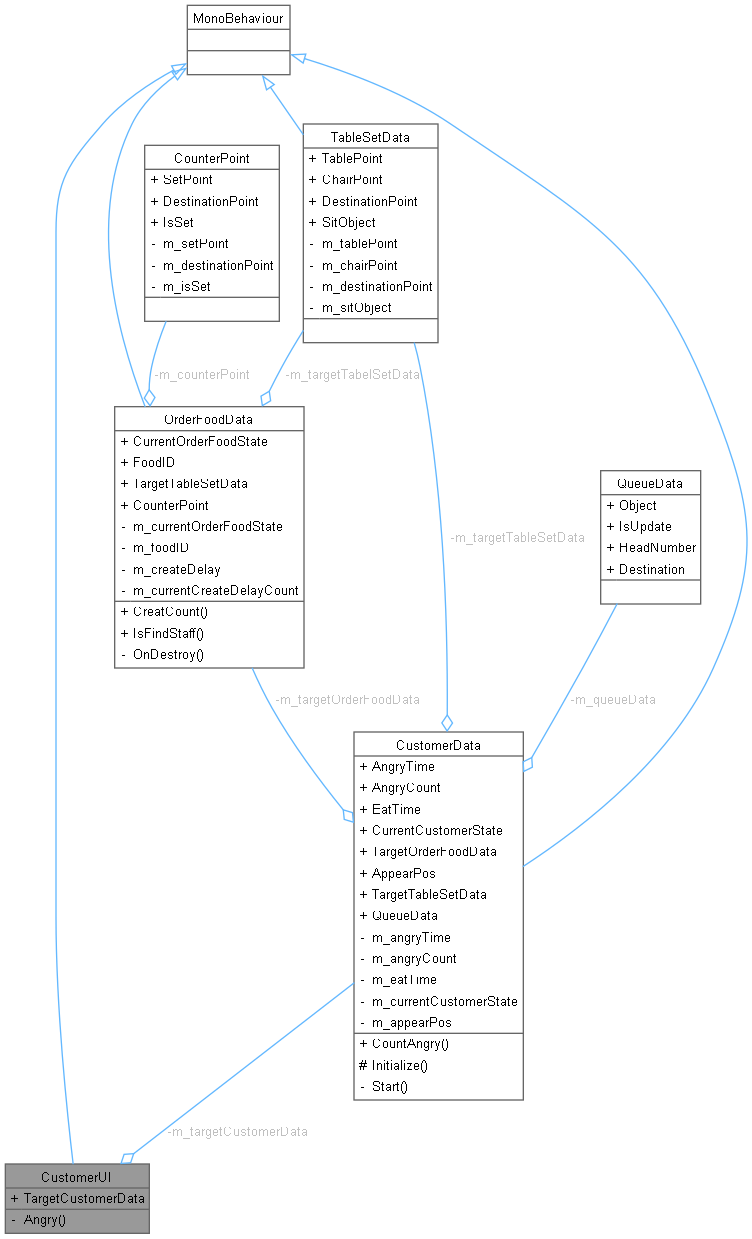 MonoBehaviour
TableSetData
+ TablePoint
+ ChairPoint
+ DestinationPoint
+ SitObject
- m_tablePoint
- m_chairPoint
- m_destinationPoint
- m_sitObject
CounterPoint
+ SetPoint
+ DestinationPoint
+ IsSet
- m_setPoint
- m_destinationPoint
- m_isSet
-m_counterPoint
-m_targetTabelSetData
OrderFoodData
+ CurrentOrderFoodState
+ FoodID
+ TargetTableSetData
+ CounterPoint
- m_currentOrderFoodState
- m_foodID
- m_createDelay
- m_currentCreateDelayCount
+ CreatCount()
+ IsFindStaff()
- OnDestroy()
-m_targetTableSetData
QueueData
+ Object
+ IsUpdate
+ HeadNumber
+ Destination
-m_targetOrderFoodData
-m_queueData
CustomerData
+ AngryTime
+ AngryCount
+ EatTime
+ CurrentCustomerState
+ TargetOrderFoodData
+ AppearPos
+ TargetTableSetData
+ QueueData
- m_angryTime
- m_angryCount
- m_eatTime
- m_currentCustomerState
- m_appearPos
+ CountAngry()
# Initialize()
- Start()
-m_targetCustomerData
CustomerUI
+ TargetCustomerData
- Angry()